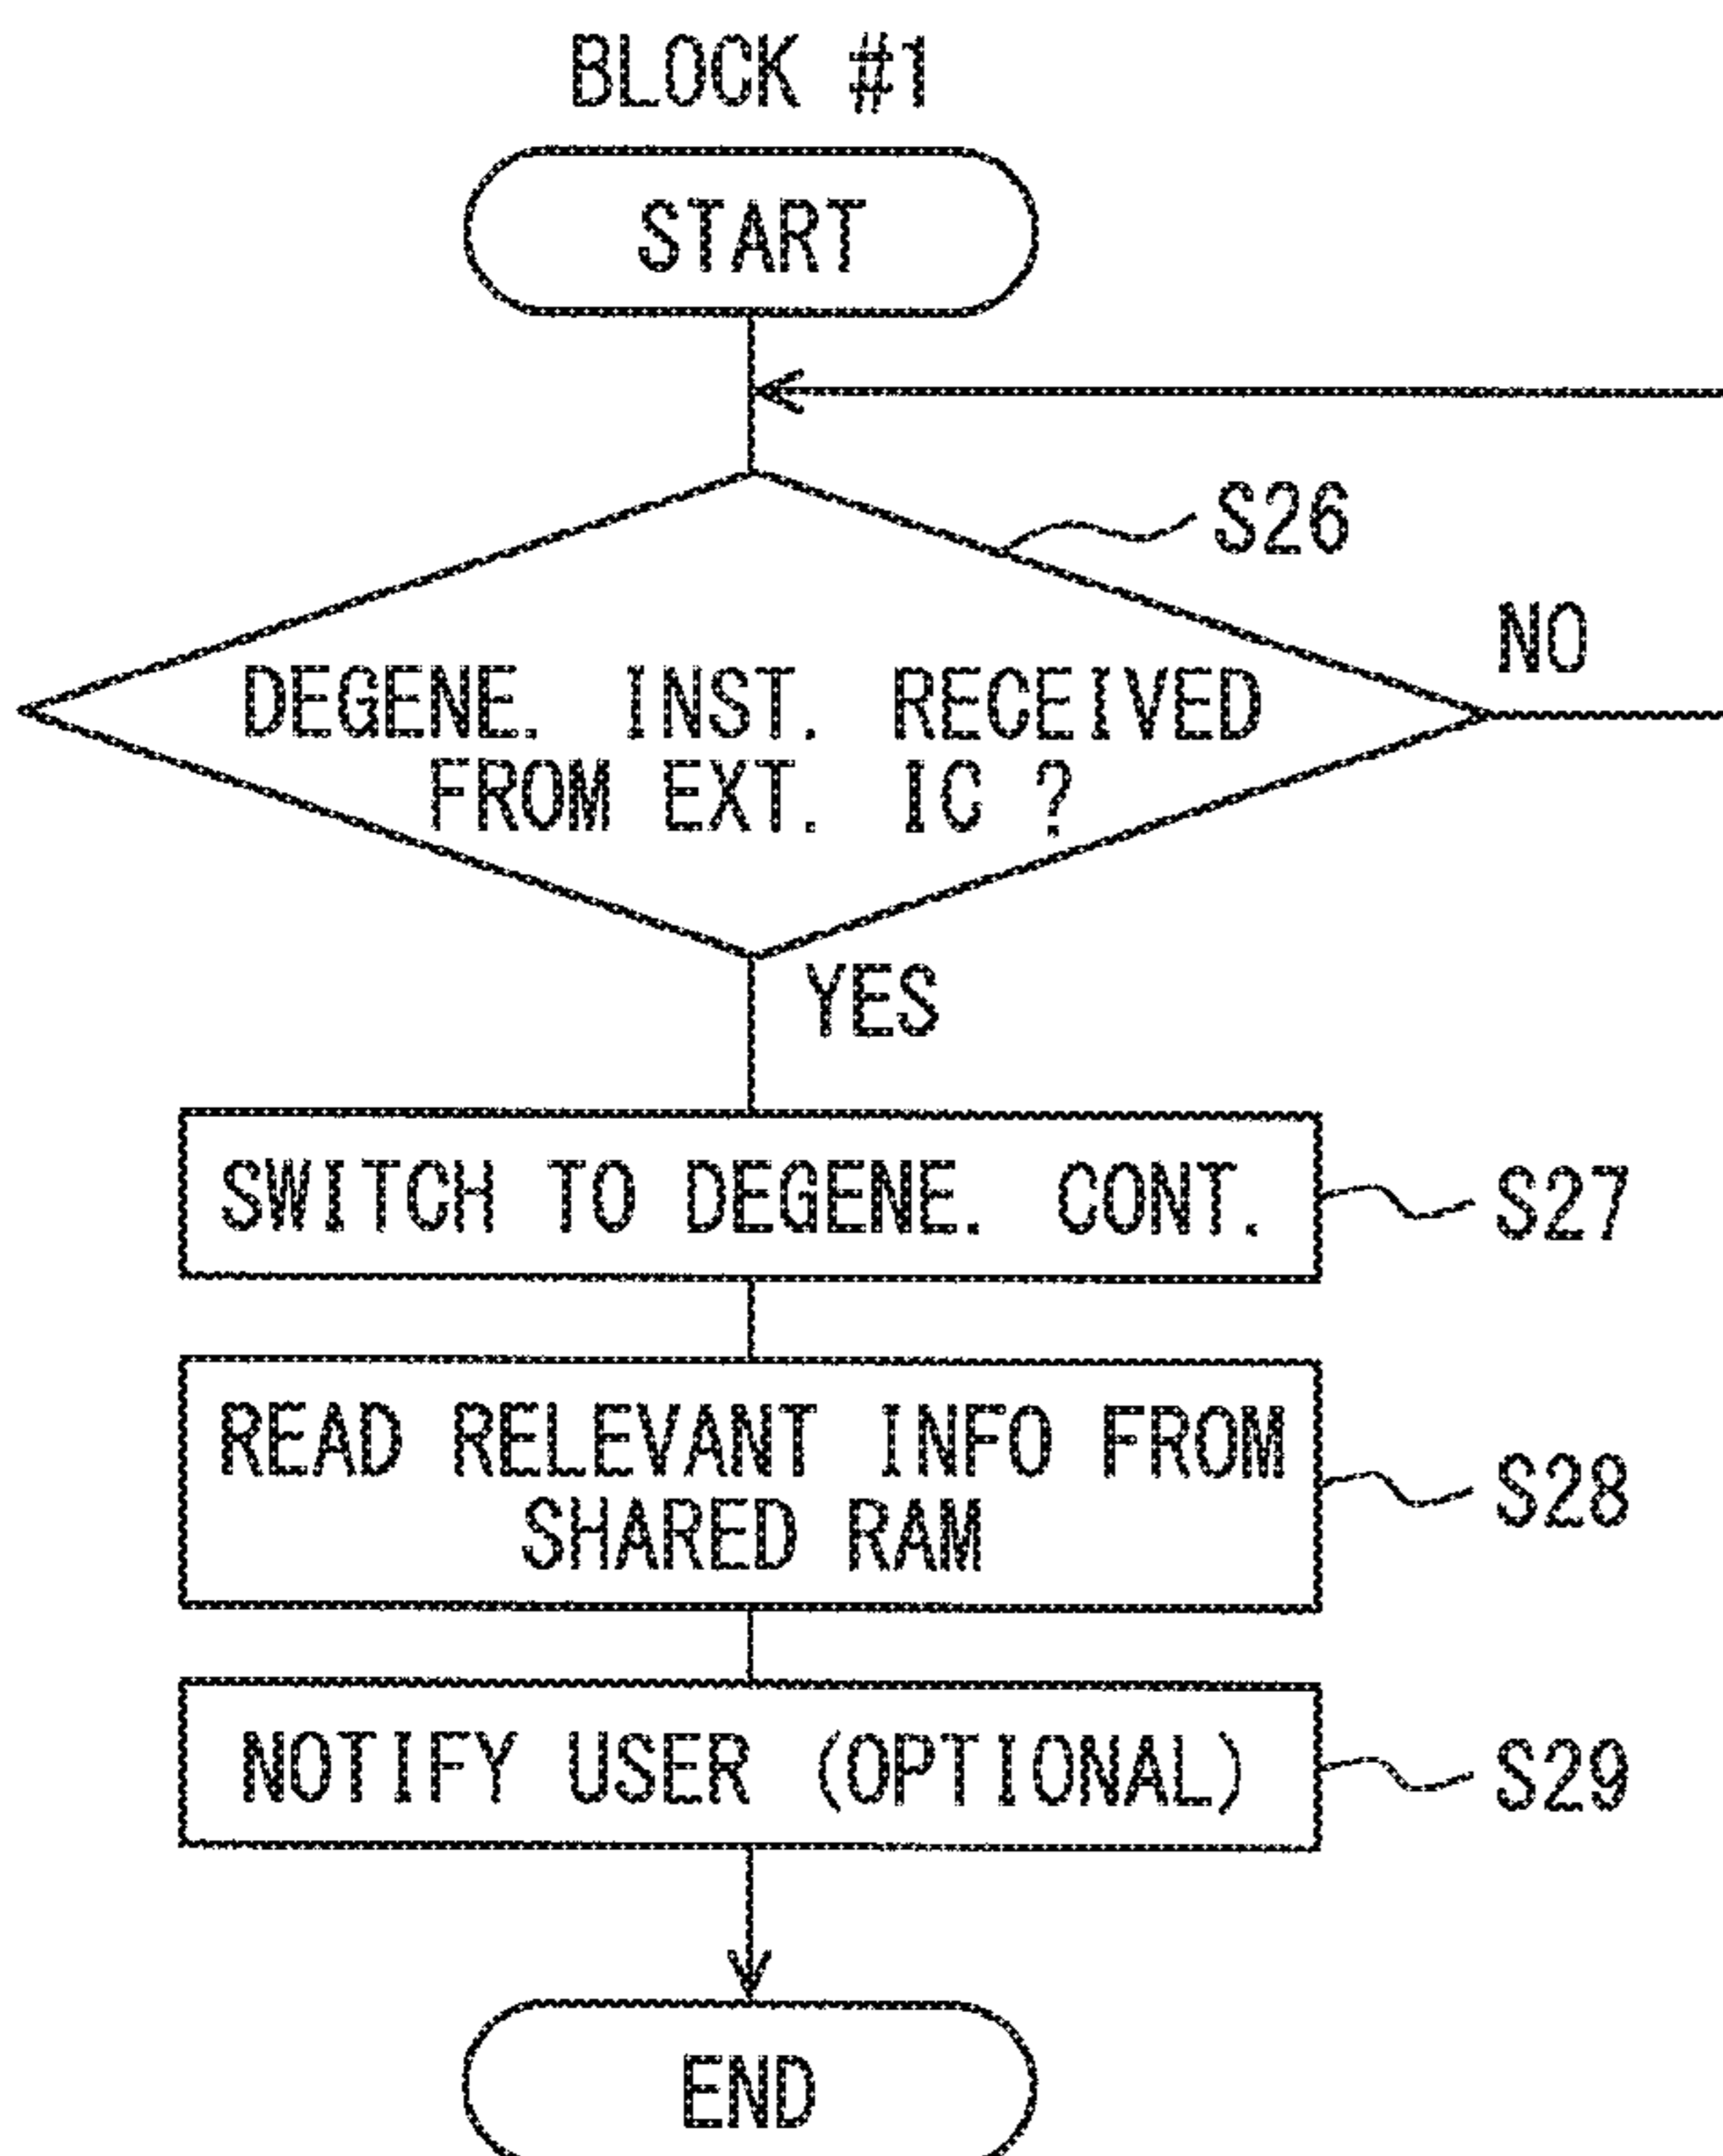 BLOCK #1
START
S26
NO
DEGENE. INST. RECEIVED
FROM EXT. IC ?
YES
SWITCH TO DEGENE. CONT.
S27
READ RELEVANT INFO FROM
SHARED RAM
S28
NOTIFY USER (OPTIONAL)
S29
END